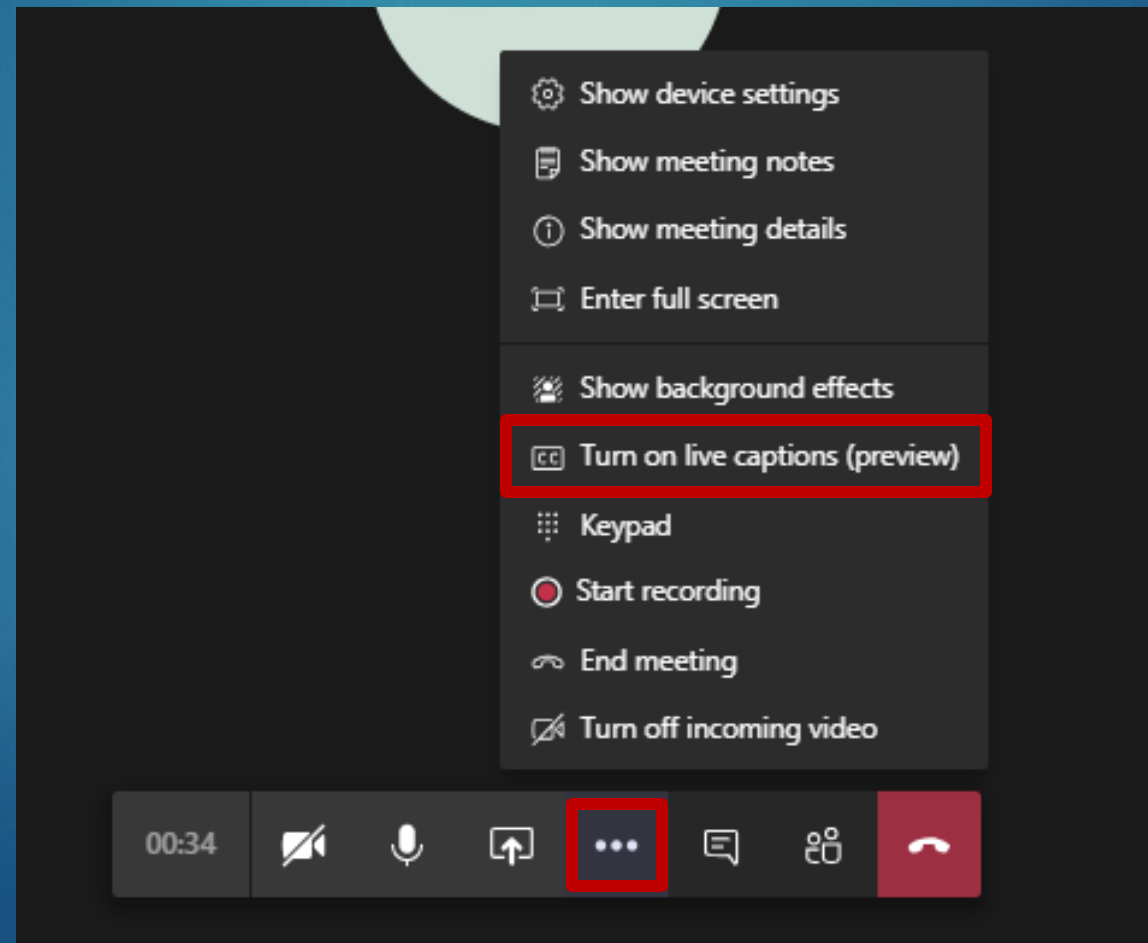 Show device settings
Show meeting notes
Show meeting details
Enter full screen
Show background effects
CC Turn on live captions (preview)
Keypad
Start recording
End meeting
Turn off incoming video
00:34